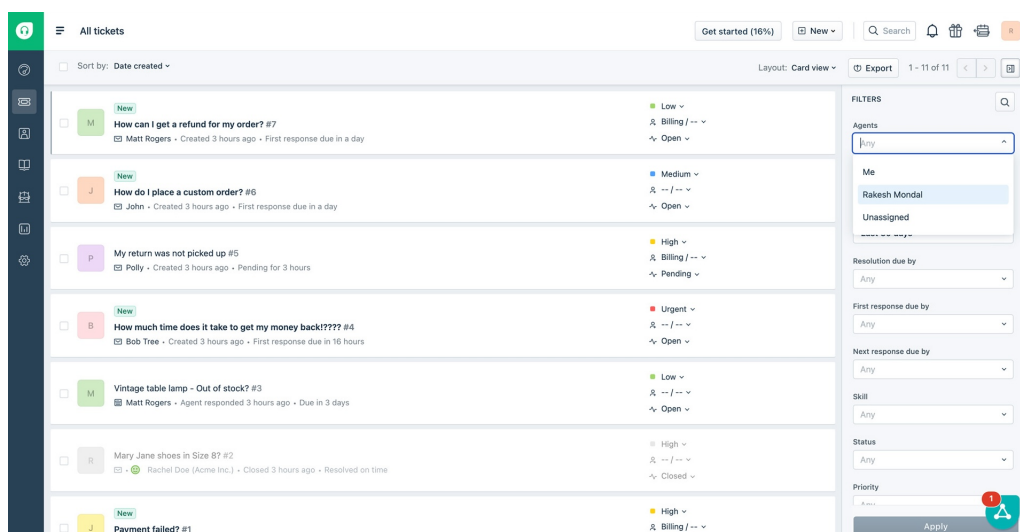 All tickets
Get started (16%)
New
Search
R
Sort by: Date created
Layout: Card view
Export
1 - 11 of 11
M
New
How can I get a refund for my order? #7
Matt Rogers • Created 3 hours ago • First response due in a day
Low
Billing / --
Open
J
New
How do I place a custom order? #6
John • Created 3 hours ago • First response due in a day
Medium
-- / --
Open
P
My return was not picked up #5
Polly • Created 3 hours ago • Pending for 3 hours
High
Billing / --
Pending
B
New
How much time does it take to get my money back!???? #4
Bob Tree • Created 3 hours ago • First response due in 16 hours
Urgent
-- / --
Open
M
Vintage table lamp - Out of stock? #3
Matt Rogers • Agent responded 3 hours ago • Due in 3 days
Low
-- / --
Open
R
Mary Jane shoes in Size 8? #2
• Rachel Doe (Acme Inc.) • Closed 3 hours ago • Resolved on time
High
-- / --
Closed
J
New
Payment failed? #1
High
Billing / --
FILTERS
Agents
Any
Me
Rakesh Mondal
Unassigned
Resolution due by
Any
First response due by
Any
Next response due by
Any
Skill
Any
Status
Any
Priority
1
Apply